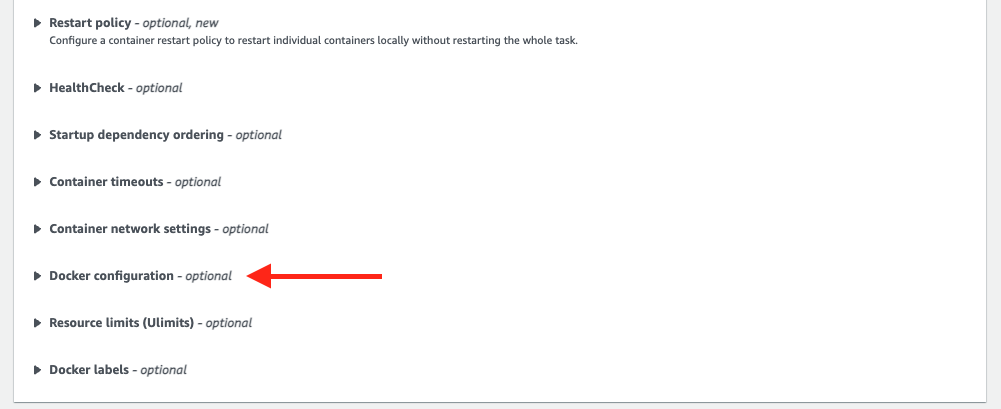 Restart policy - optional, new
Configure a container restart policy to restart individual containers locally without restarting the whole task.
HealthCheck - optional
Startup dependency ordering - optional
Container timeouts - optional
Container network settings - optional
Docker configuration - optional
Resource limits (Ulimits) - optional
Docker labels - optional